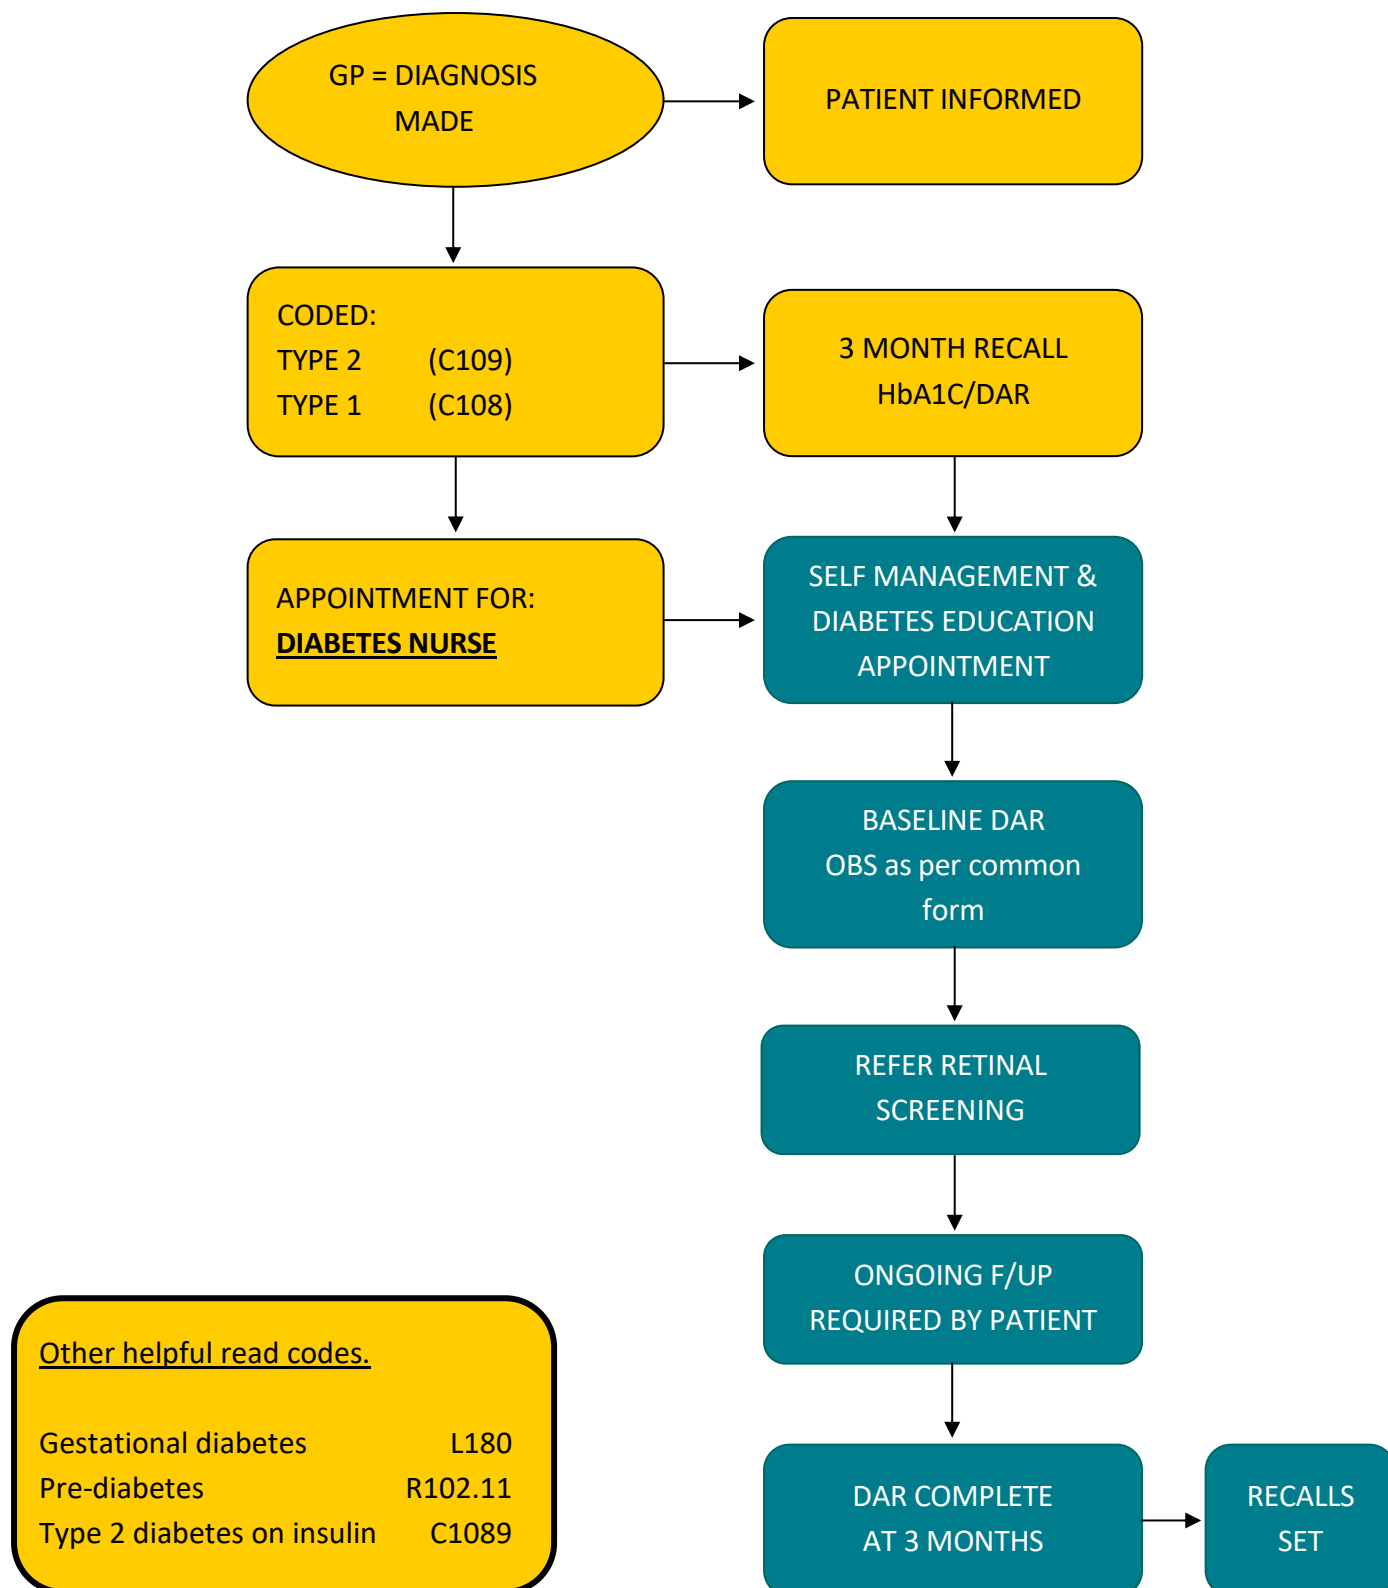 GP = DIAGNOSIS
MADE
PATIENT INFORMED
CODED:
TYPE 2 (C109)
TYPE 1 (C108)
3 MONTH RECALL
HbA1C/DAR
APPOINTMENT FOR:
DIABETES NURSE
SELF MANAGEMENT &
DIABETES EDUCATION
APPOINTMENT
BASELINE DAR
OBS as per common
form
REFER RETINAL
SCREENING
ONGOING F/UP
REQUIRED BY PATIENT
Other helpful read codes.
Gestational diabetes L180
Pre-diabetes R102.11
Type 2 diabetes on insulin C1089
DAR COMPLETE
AT 3 MONTHS
RECALLS
SET